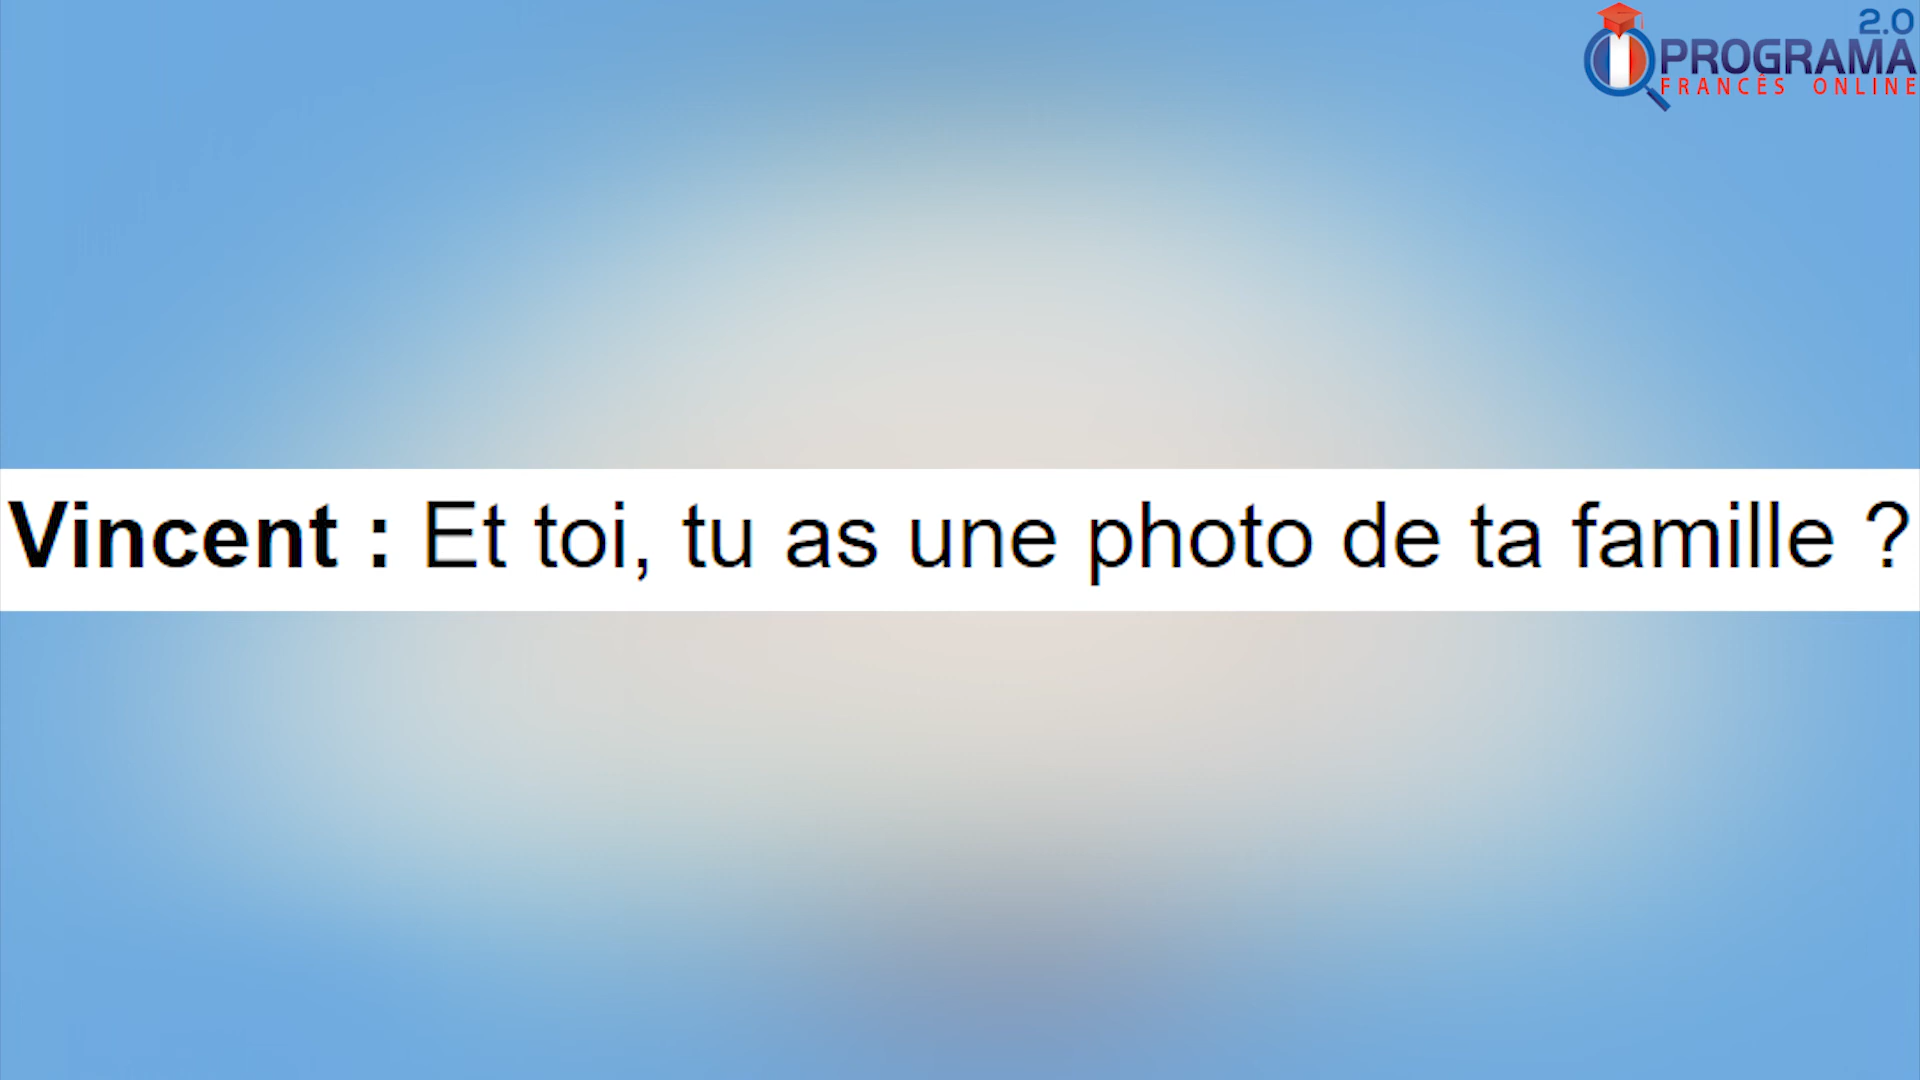 2.0
PROGRAMA
FRANCÊS ONLINE
Vincent : Et toi, tu as une photo de ta famille ?